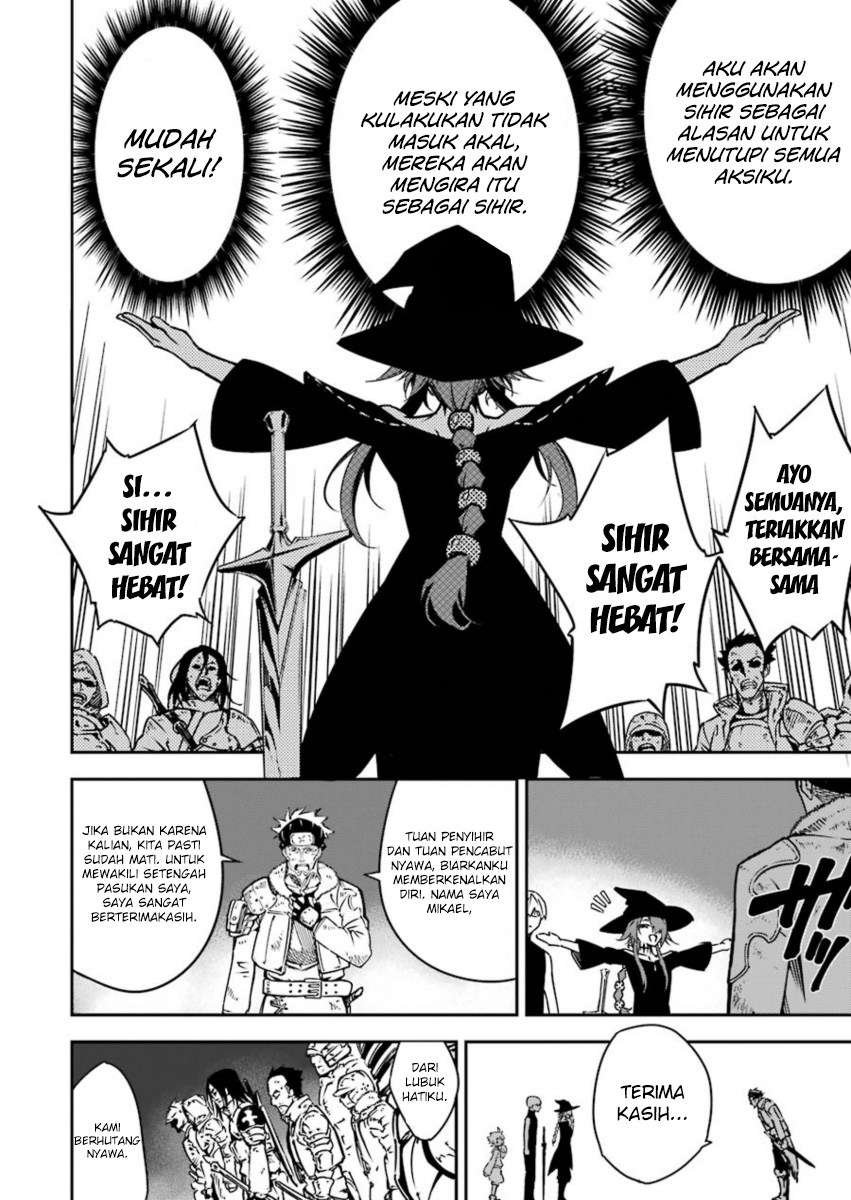 AKU AKAN
MENGGUNAKAN
SIHIR SEBAGAI
ALASAN UNTUK
MENUTUPI SEMUA
AKSIKU.
MESKI YANG
KULAKUKAN TIDAK
MASUK AKAL,
MEREKA AKAN
MENGIRA ITU
SEBAGAI SIHIR.
MUDAH
SEKALI!
AYO
SEMUANYA,
TERIAKKAN
BERSAMA-
SAMA
SIHIR
SANGAT
HEBAT!
SI...
SIHIR
SANGAT
HEBAT!
TUAN PENYIHIR
DAN TUAN PENCABUT
NYAWA, BIARKANKU
MEMBERKENALKAN
DIRI. NAMA SAYA
MIKAEL,
JIKA BUKAN KARENA
KALIAN, KITA PASTI
SUDAH MATI. UNTUK
MEWAKILI SETENGAH
PASUKAN SAYA,
SAYA SANGAT
BERTERIMAKASIH.
TERIMA
KASIH...
DARI
LUBUK
HATIKU.
KAMI
BERHUTANG
NYAWA.